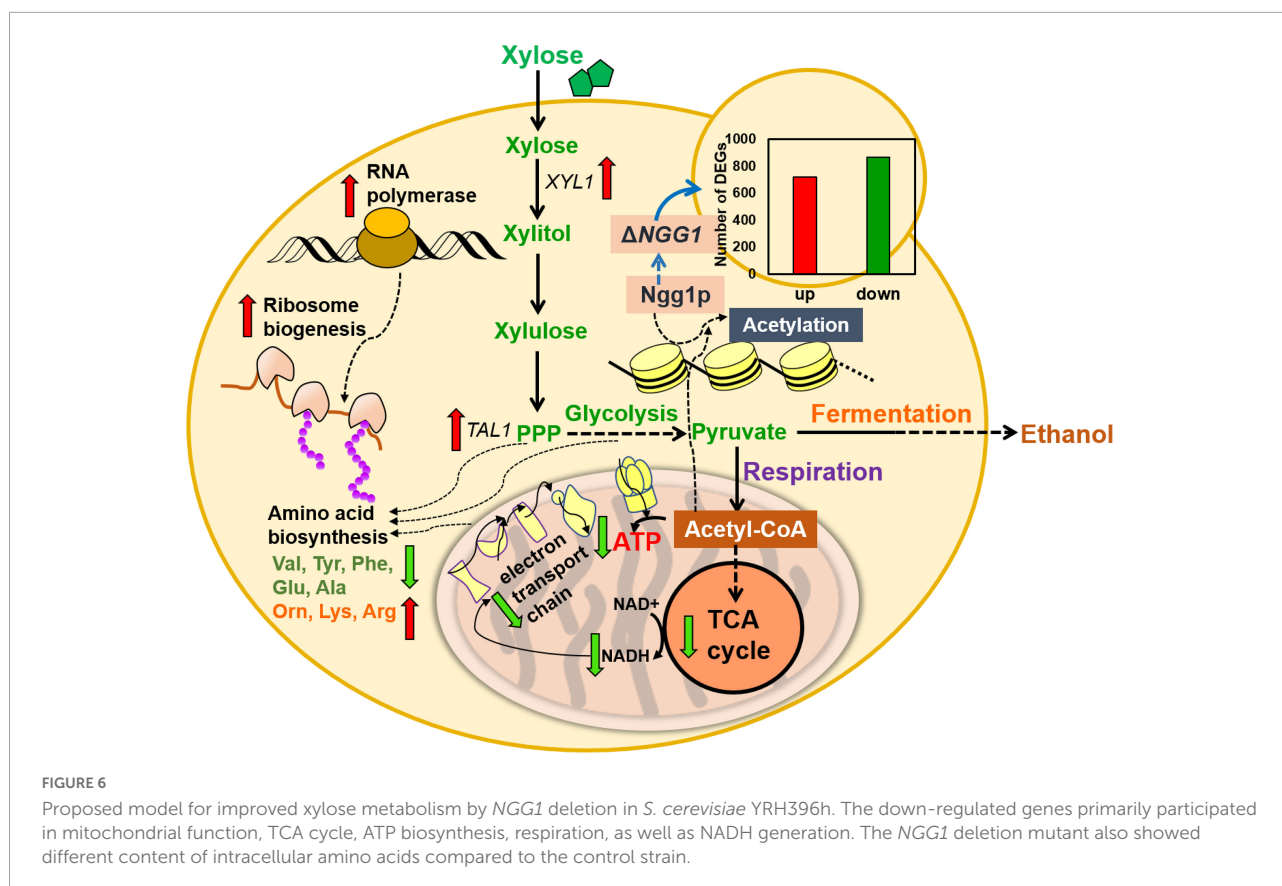 Xylose
Xylose
XYL1
Xylitol
Xylulose
TAL1 PPP
Glycolysis
Pyruvate
Fermentation
Ethanol
Respiration
RNA
polymerase
Ribosome
biogenesis
Amino acid
biosynthesis
Val, Tyr, Phe,
Glu, Ala
Orn, Lys, Arg
ΔNGG1
Ngg1p
Acetylation
Number of DEGs
1000
800
600
400
200
0
up down
Acetyl-CoA
ATP
electron
transport
chain
NAD+
NADH
TCA
cycle
FIGURE 6
Proposed model for improved xylose metabolism by NGG1 deletion in S. cerevisiae YRH396h. The down-regulated genes primarily participated
in mitochondrial function, TCA cycle, ATP biosynthesis, respiration, as well as NADH generation. The NGG1 deletion mutant also showed
different content of intracellular amino acids compared to the control strain.